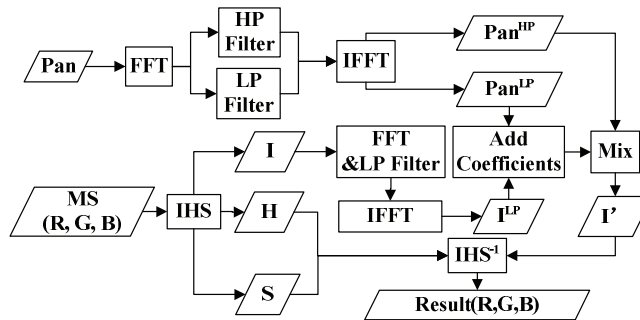 Pan
FFT
HP
Filter
LP
Filter
IFFT
Pan^HP
Pan^LP
I
FFT
&LP Filter
Add
Coefficients
Mix
MS
(R, G, B)
IHS
H
IFFT
I^LP
I’
S
IHS^-1
Result(R,G,B)